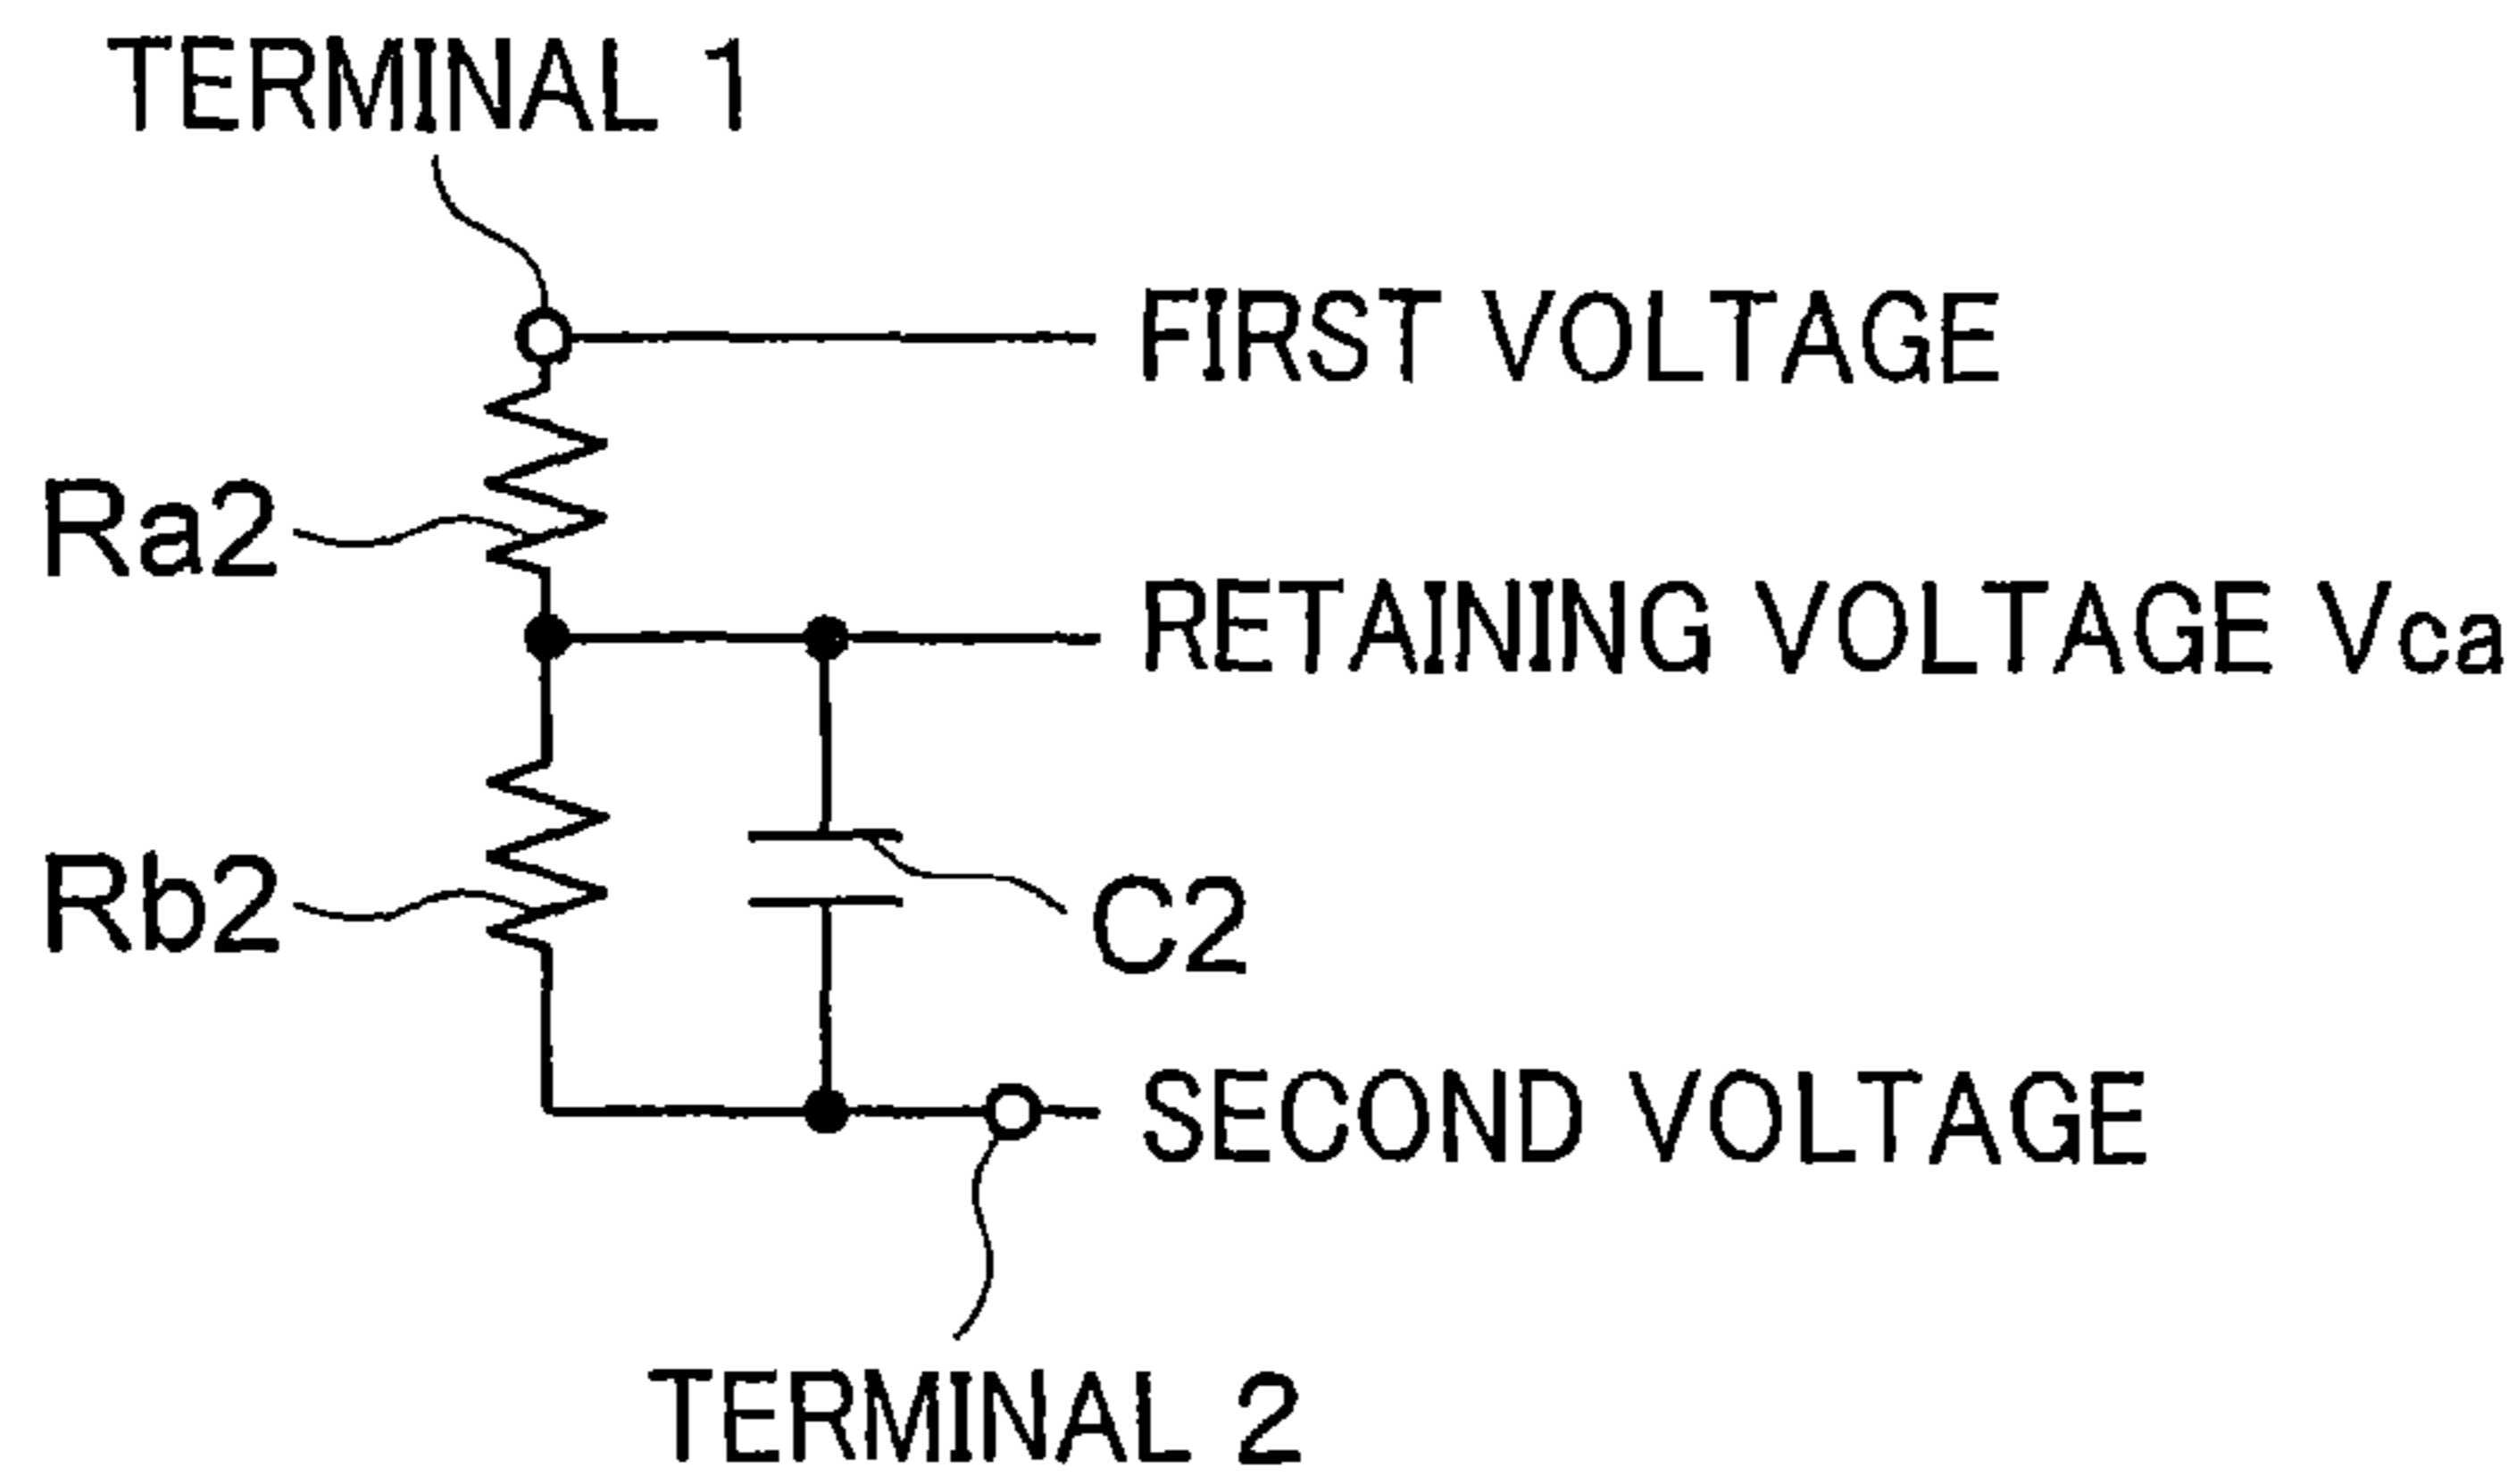 TERMINAL 1
FIRST VOLTAGE
Ra2
RETAINING VOLTAGE Vca
Rb2
C2
SECOND VOLTAGE
TERMINAL 2